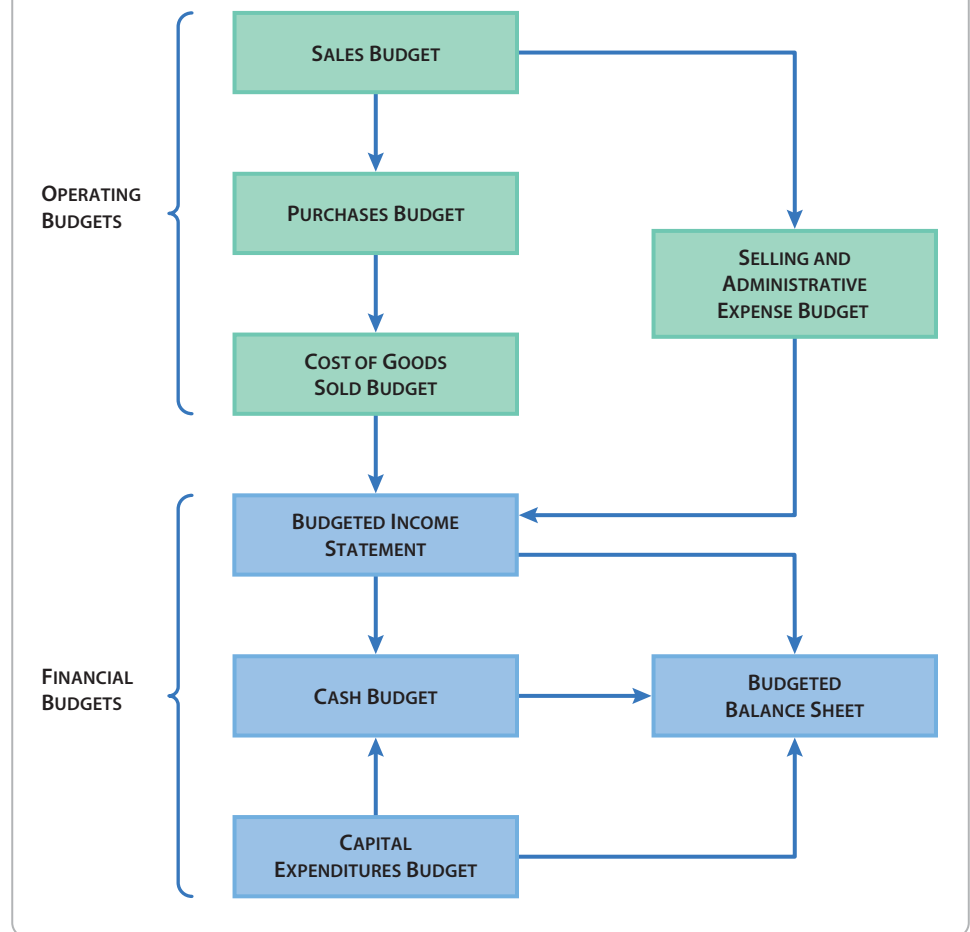 SALES BUDGET
OPERATING
BUDGETS
PURCHASES BUDGET
SELLING AND
ADMINISTRATIVE
EXPENSE BUDGET
COST OF GOODS
SOLD BUDGET
BUDGETED INCOME
STATEMENT
FINANCIAL
BUDGETS
CASH BUDGET
BUDGETED
BALANCE SHEET
CAPITAL
EXPENDITURES BUDGET